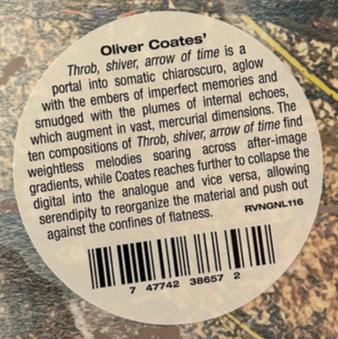 Oliver Coates'
Throb, shiver, arrow of time is a
portal into somatic chiaroscuro, aglow
with the embers of imperfect memories and
smudged with the plumes of internal echoes,
which augment in vast, mercurial dimensions. The
ten compositions of Throb, shiver, arrow of time find
weightless melodies soaring across after-image
gradients, while Coates reaches further to collapse the
digital into the analogue and vice versa, allowing
serendipity to reorganize the material and push out
against the confines of flatness.
RVNGNL116
7 47742 38657 2